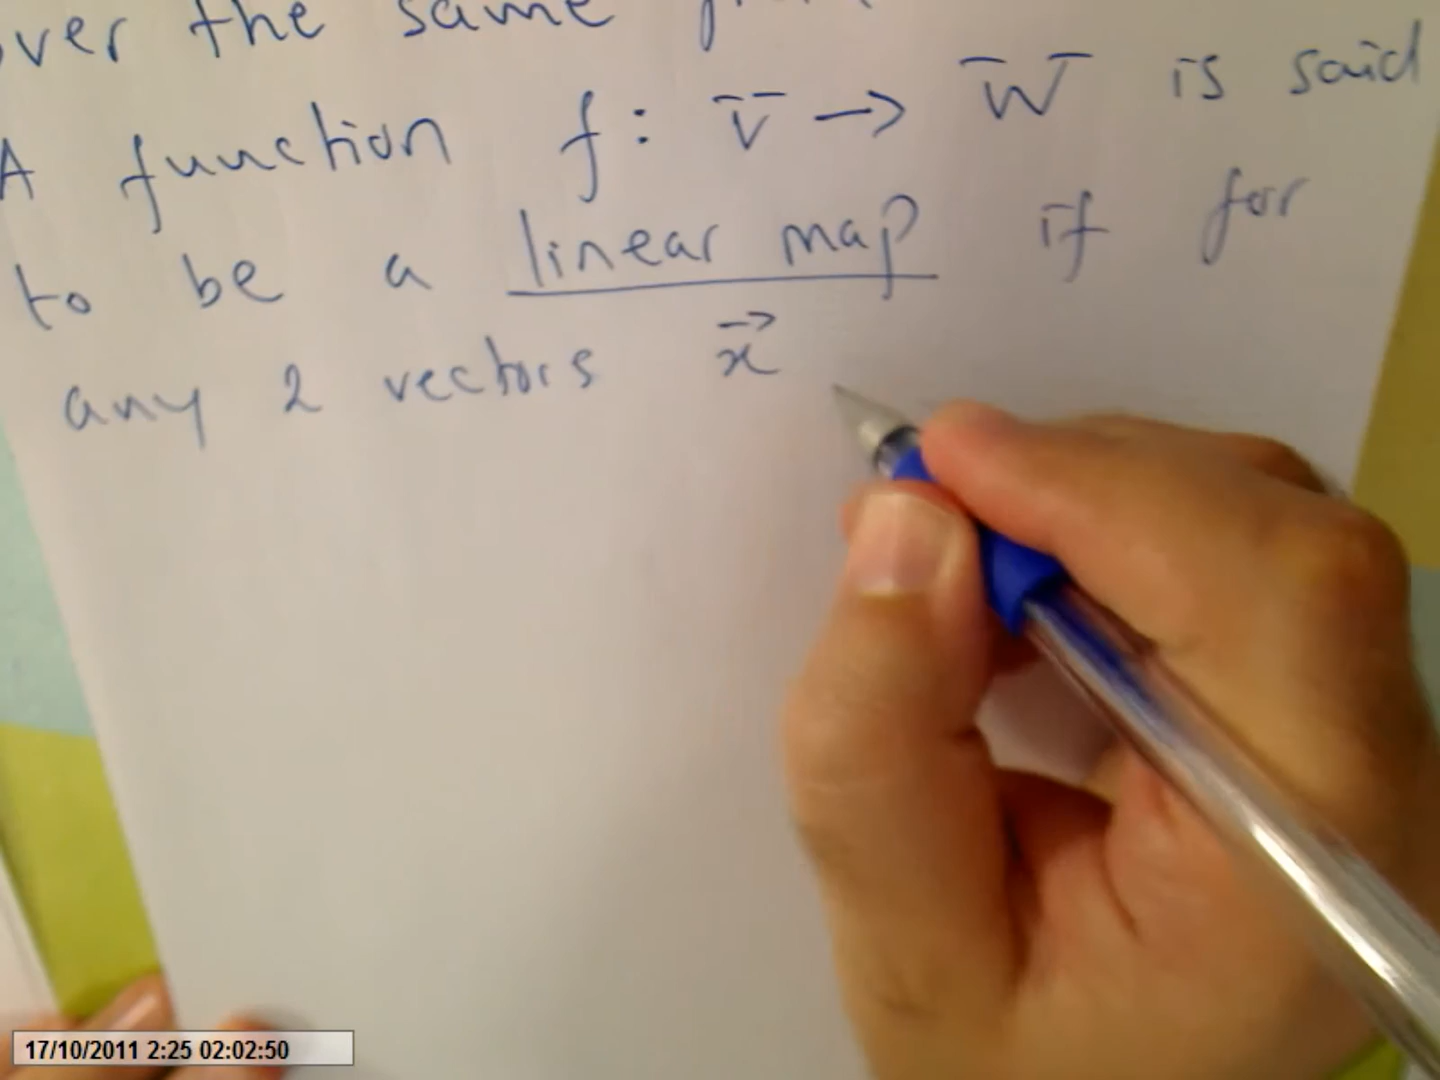 over the same
A function f: V → W is said
to be a linear map if for
any 2 vectors x⃗
17/10/2011 2:25 02:02:50